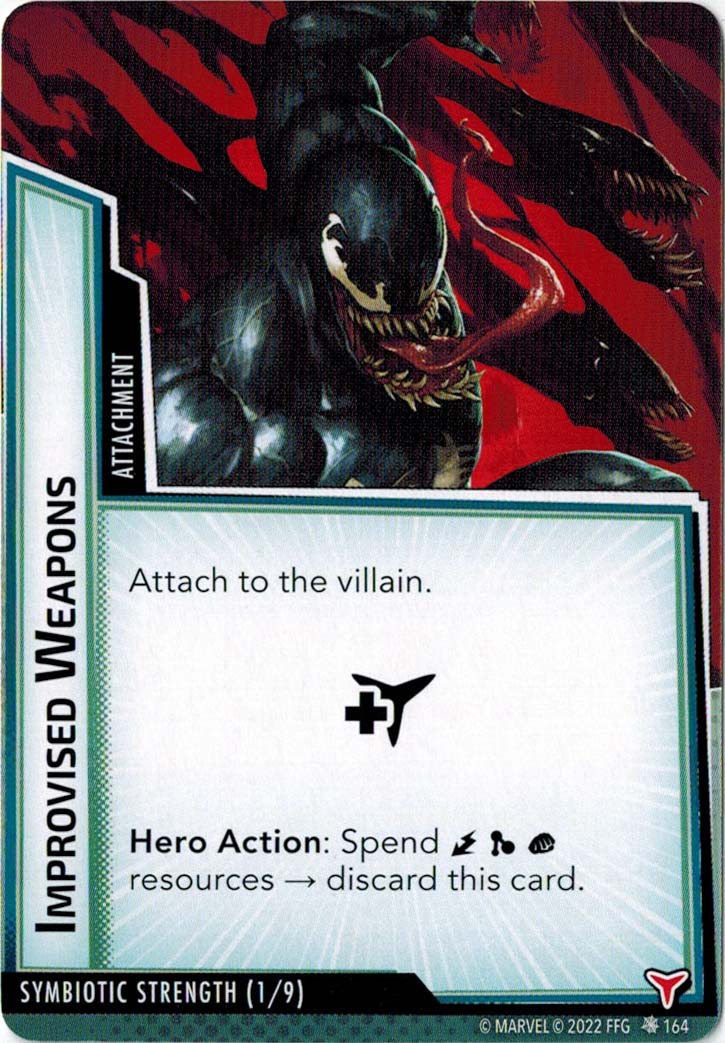 ATTACHMENT
IMPROVISED WEAPONS
Attach to the villain.
Hero Action: Spend
resources → discard this card.
SYMBIOTIC STRENGTH (1/9)
© MARVEL © 2022 FFG 164